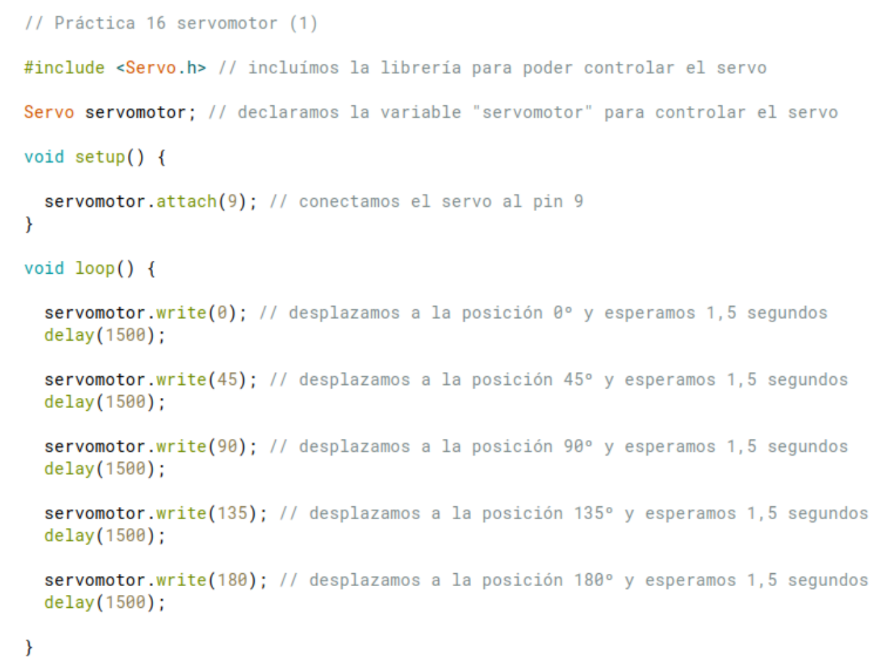 // Práctica 16 servomotor (1)
#include <Servo.h> // incluímos la librería para poder controlar el servo
Servo servomotor; // declaramos la variable "servomotor" para controlar el servo
void setup() {
servomotor.attach(9); // conectamos el servo al pin 9
}
void loop() {
servomotor.write(0); // desplazamos a la posición 0º y esperamos 1,5 segundos
delay(1500);
servomotor.write(45); // desplazamos a la posición 45º y esperamos 1,5 segundos
delay(1500);
servomotor.write(90); // desplazamos a la posición 90º y esperamos 1,5 segundos
delay(1500);
servomotor.write(135); // desplazamos a la posición 135º y esperamos 1,5 segundos
delay(1500);
servomotor.write(180); // desplazamos a la posición 180º y esperamos 1,5 segundos
delay(1500);
}